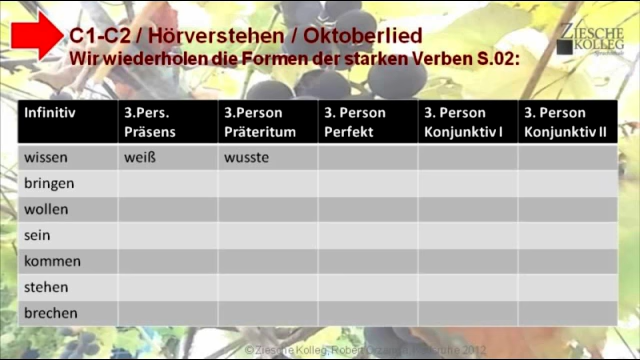 C1-C2 / Hörverstehen / Oktoberlied
ZIESCHE
KOLLEG
Wir wiederholen die Formen der starken Verben S.02:
Infinitiv 3.Pers. Präsens 3.Person Präteritum 3. Person Perfekt 3. Person Konjunktiv I 3. Person Konjunktiv II
wissen weiß wusste
bringen
wollen
sein
kommen
stehen
brechen
© Ziesche Kolleg, Robert 2012